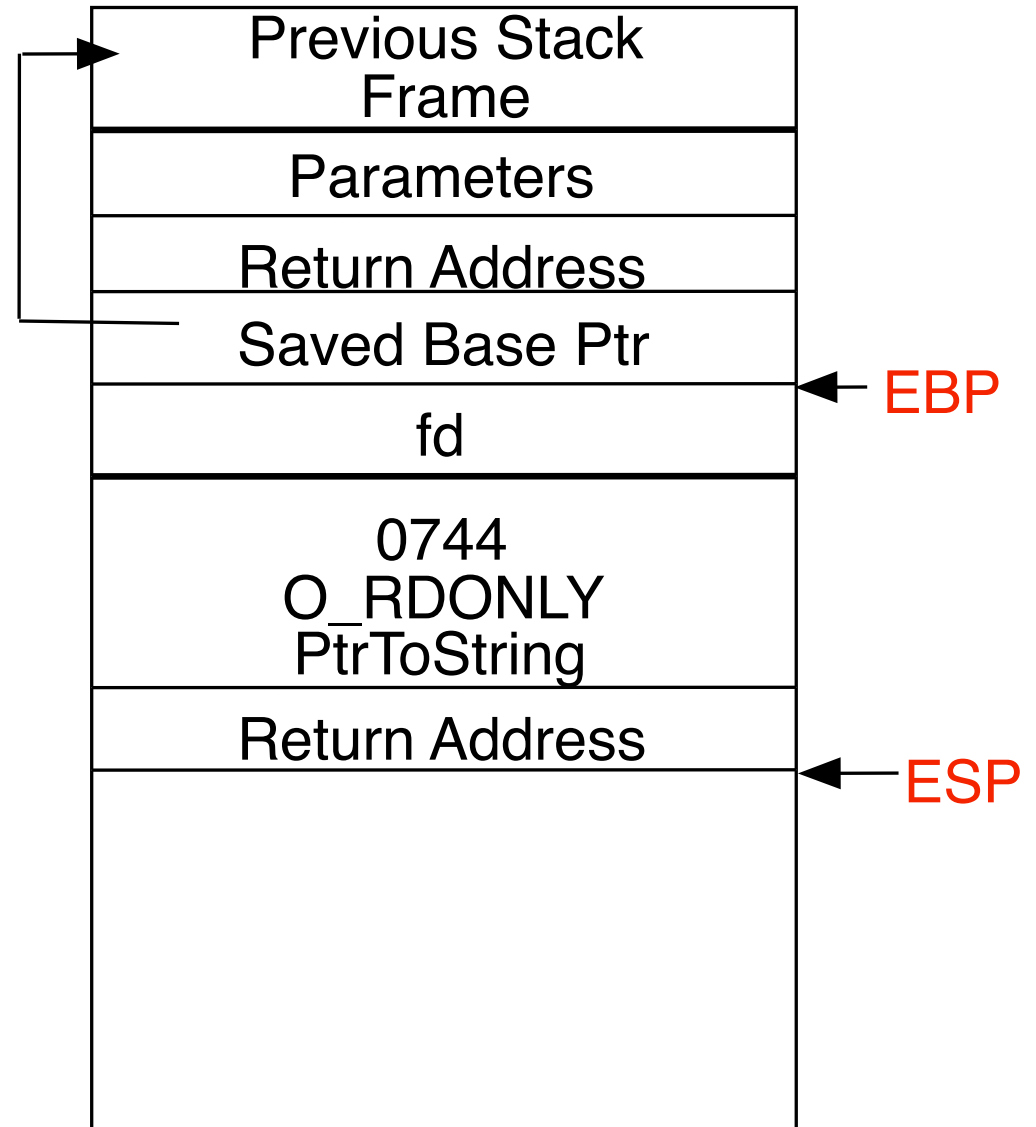 Previous Stack
Frame
Parameters
Return Address
Saved Base Ptr
EBP
fd
0744
O_RDONLY
PtrToString
Return Address
ESP